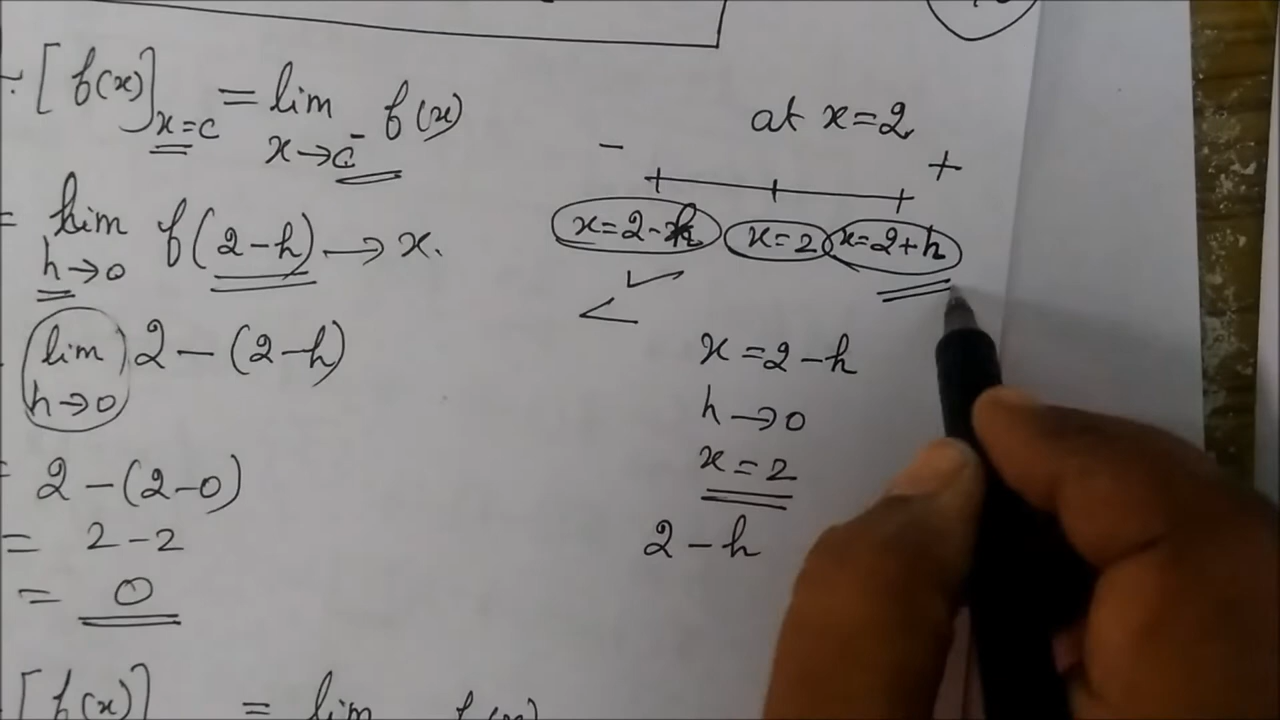 [f(x)]x=c = lim x→c⁻ f(x)
= lim h→0 f(2-h) → x.
lim h→0 2-(2-h)
= 2-(2-0)
= 2-2
= 0
[f(x)] = lim f(x)
at x=2
- +
x=2-h x=2 x=2+h
✓
<
x=2-h
h→0
x=2
2-h